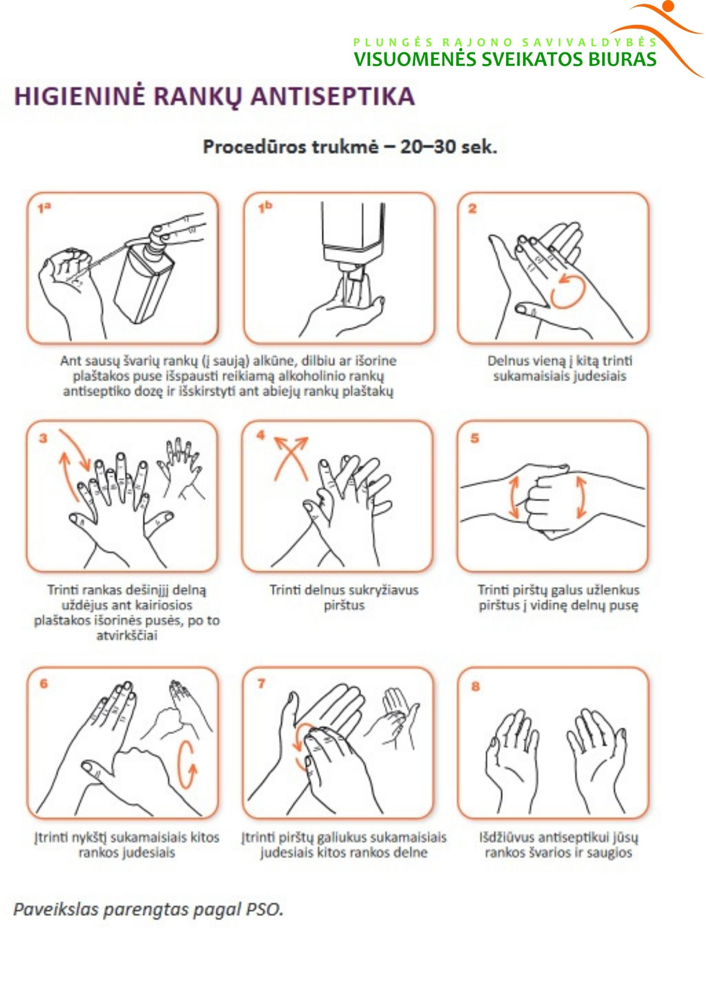 PLUNGĖS RAJONO SAVIVALDYBĖS
VISUOMENĖS SVEIKATOS BIURAS
HIGIENINĖ RANKŲ ANTISEPTIKA
Procedūros trukmė – 20–30 sek.
1a
1b
2
Ant sausų švarių rankų (į saują) alkūne, dilbiu ar išorine
plaštakos puse išspausti reikiamą alkoholinio rankų
antiseptiko dozę ir išskirstyti ant abiejų rankų plaštakų
Delnus vieną į kitą trinti
sukamaisiais judesiais
3
4
5
Trinti rankas dešinįjį delną
uždėjus ant kairiosios
plaštakos išorinės pusės, po to
atvirkščiai
Trinti delnus sukryžiavus
pirštus
Trinti pirštų galus užlenkus
pirštus į vidinę delnų pusę
6
7
8
Įtrinti nykštį sukamaisiais kitos
rankos judesiais
Įtrinti pirštų galiukus sukamaisiais
judesiais kitos rankos delne
Išdžiūvus antiseptikui jūsų
rankos švarios ir saugios
Paveikslas parengtas pagal PSO.